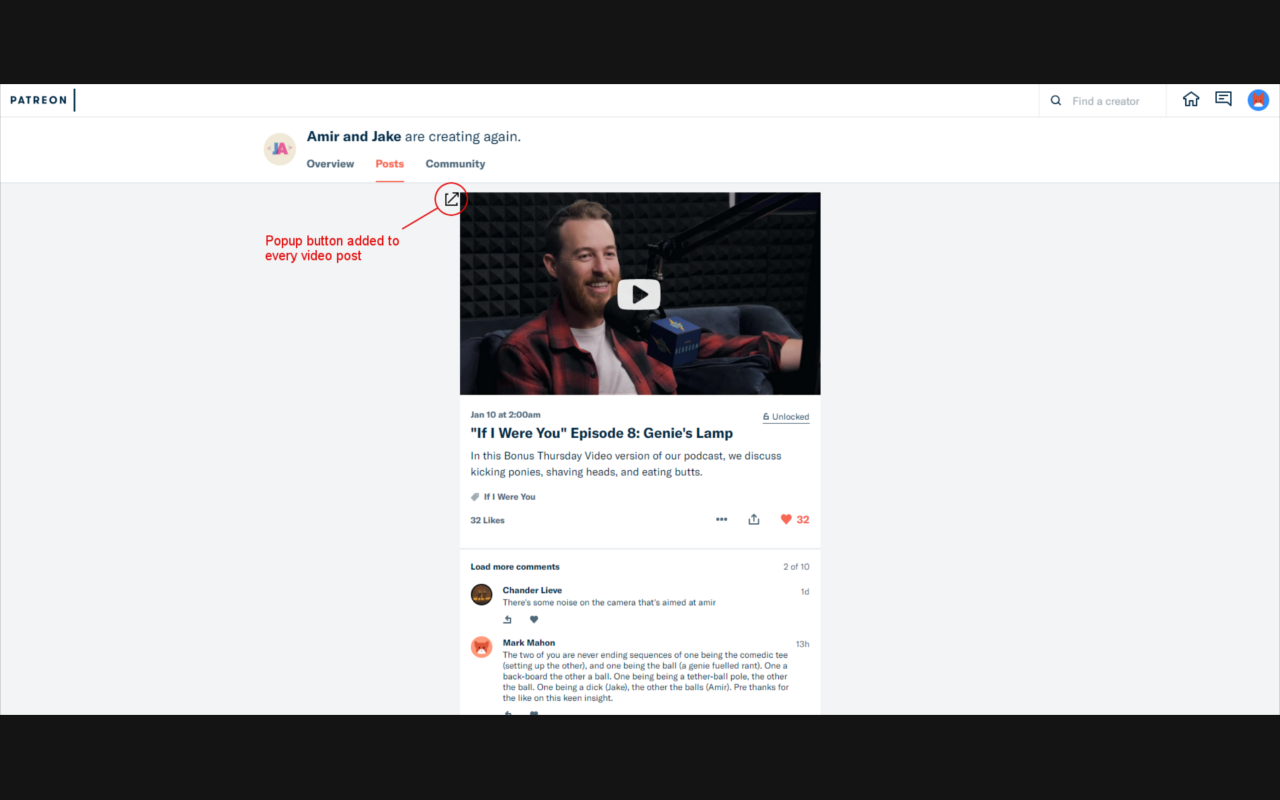 PATREON
Find a creator
JA
Amir and Jake are creating again.
Overview Posts Community
Popup button added to
every video post
Jan 10 at 2:00am
Unlocked
"If I Were You" Episode 8: Genie's Lamp
In this Bonus Thursday Video version of our podcast, we discuss
kicking ponies, shaving heads, and eating butts.
If I Were You
32 Likes
32
Load more comments
2 of 10
Chander Lieve
1d
There's some noise on the camera that's aimed at amir
Mark Mahon
13h
The two of you are never ending sequences of one being the comedic tee
(setting up the other), and one being the ball (a genie fuelled rant). One a
back-board the other a ball. One being being a tether-ball pole, the other
the ball. One being a dick (Jake), the other the balls (Amir). Pre thanks for
the like on this keen insight.